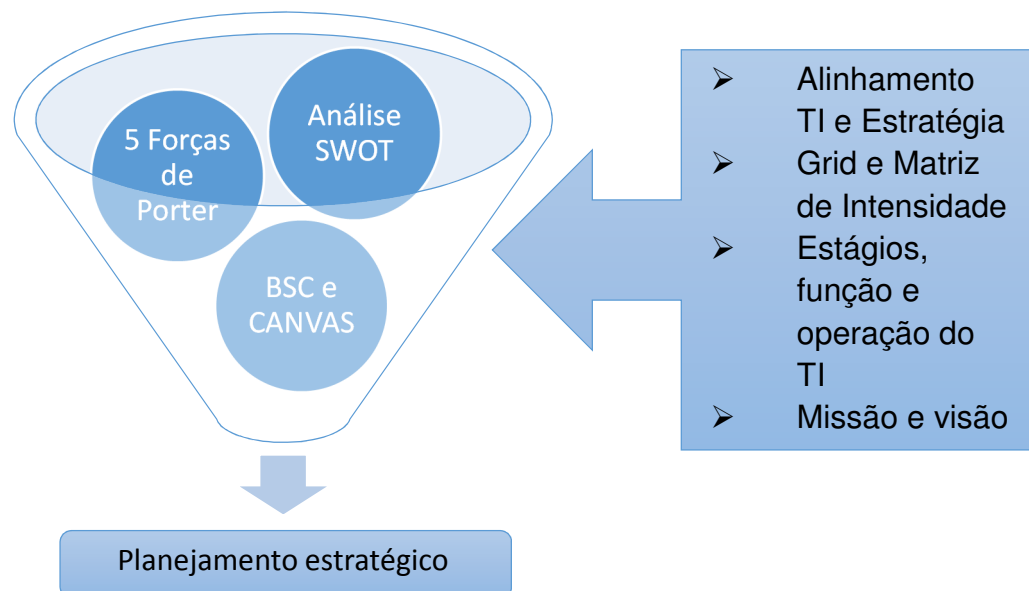 5 Forças
de
Porter
Análise
SWOT
BSC e
CANVAS
Planejamento estratégico
➢ Alinhamento
TI e Estratégia
➢ Grid e Matriz
de Intensidade
➢ Estágios,
função e
operação do
TI
➢ Missão e visão